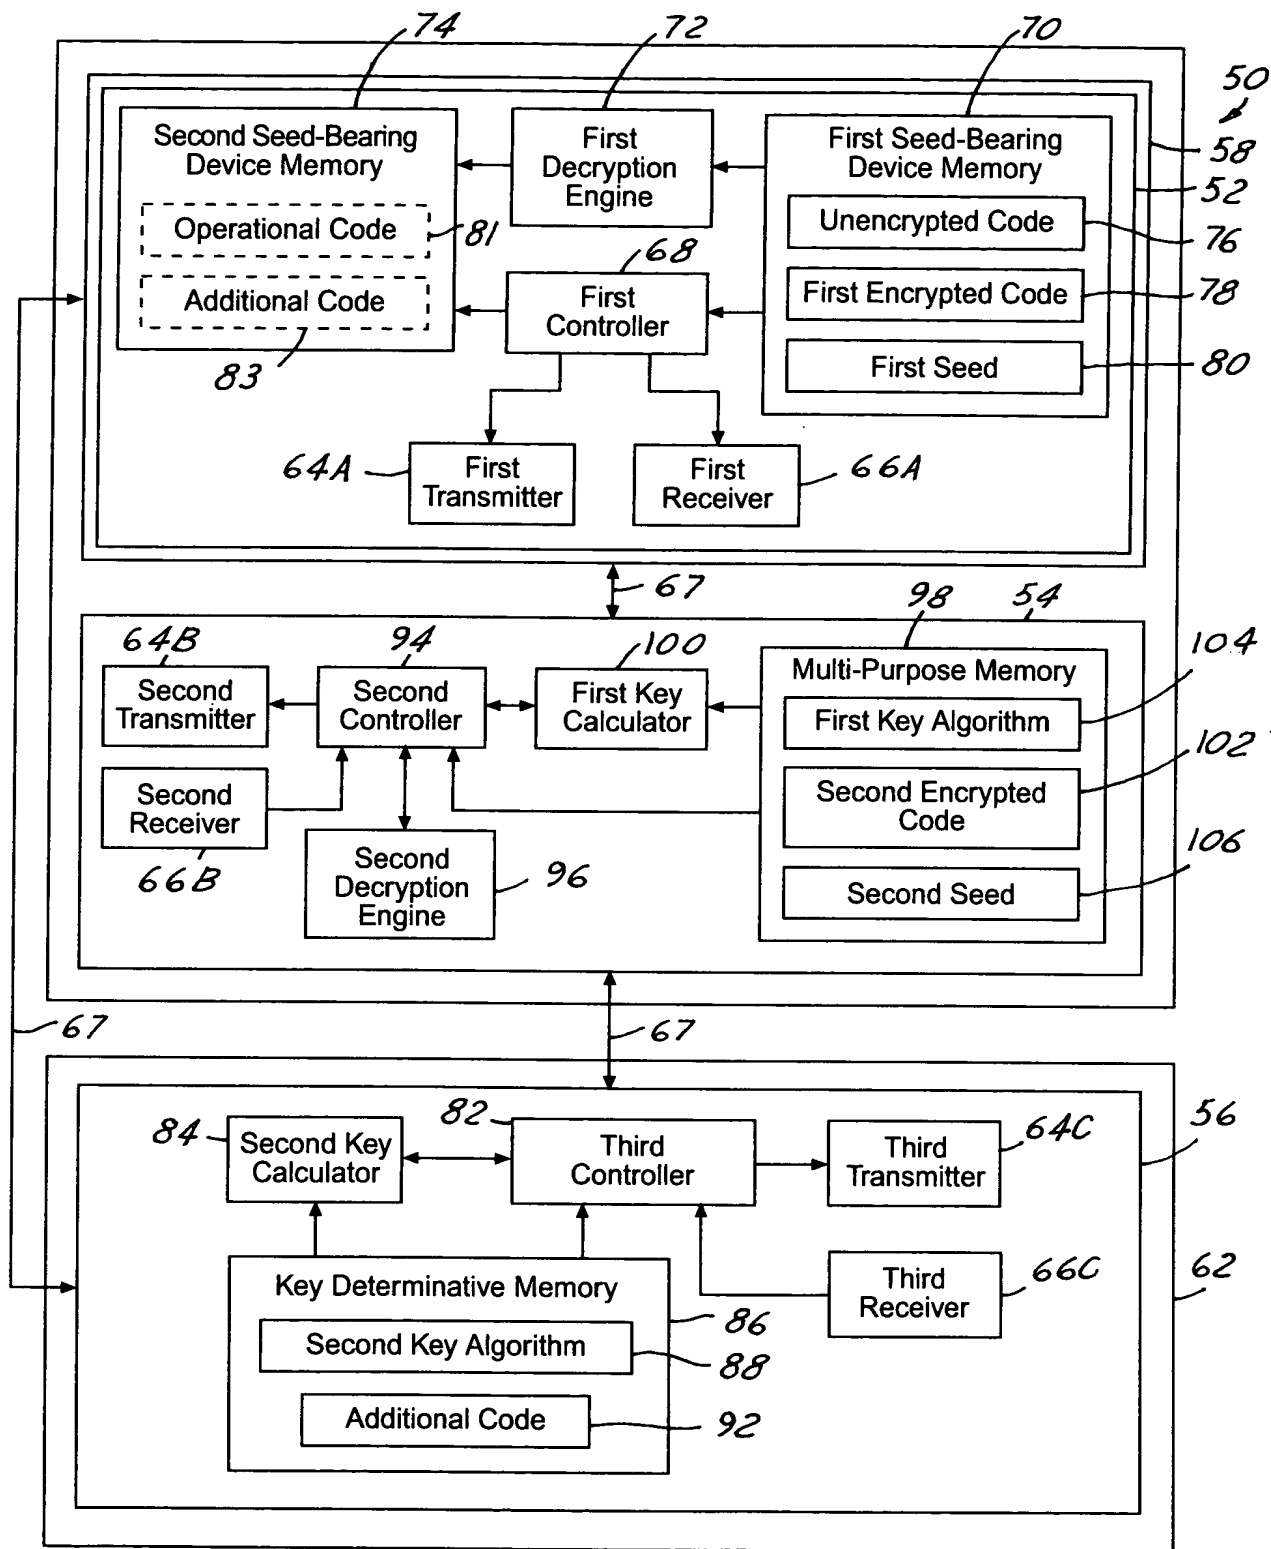 74
72
70
50
58
52
Second Seed-Bearing
Device Memory
Operational Code
81
Additional Code
83
First
Decryption
Engine
68
First
Controller
First Seed-Bearing
Device Memory
Unencrypted Code
76
First Encrypted Code
78
First Seed
80
64A
First
Transmitter
First
Receiver
66A
67
54
64B
94
100
98
104
Second
Transmitter
Second
Controller
First Key
Calculator
Multi-Purpose Memory
First Key Algorithm
102
Second
Receiver
66B
Second Encrypted
Code
106
Second
Decryption
Engine
96
Second Seed
67
67
84
Second Key
Calculator
82
Third
Controller
64C
Third
Transmitter
56
Key Determinative Memory
86
Second Key Algorithm
88
Additional Code
92
Third
Receiver
66C
62